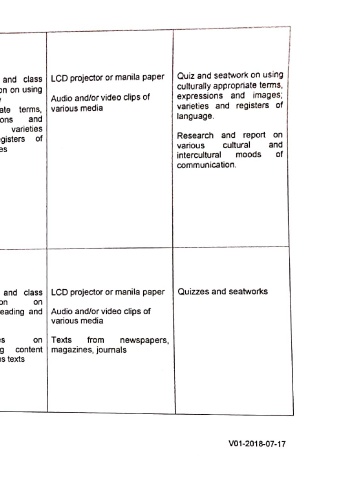 and class
on on using
ate terms,
ons and
varieties
egisters of
es
LCD projector or manila paper
Audio and/or video clips of
various media
Quiz and seatwork on using
culturally appropriate terms,
expressions and images;
varieties and registers of
language.
Research and report on
various cultural and
intercultural moods of
communication.
and class
on on
eading and
es on
g content
s texts
LCD projector or manila paper
Audio and/or video clips of
various media
Texts from newspapers,
magazines, journals
Quizzes and seatworks
V01-2018-07-17